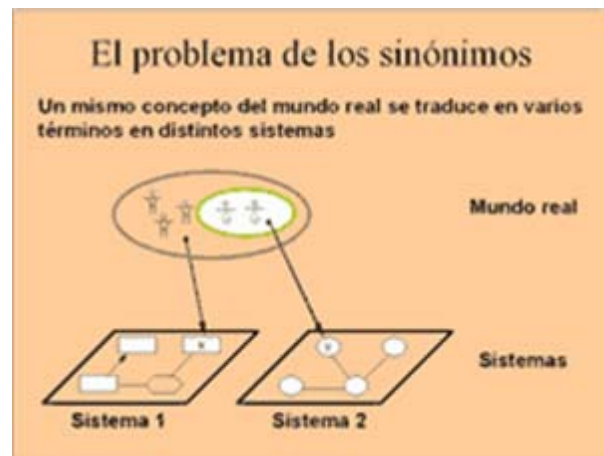 El problema de los sinónimos
Un mismo concepto del mundo real se traduce en varios
términos en distintos sistemas
Mundo real
Sistemas
Sistema 1
Sistema 2